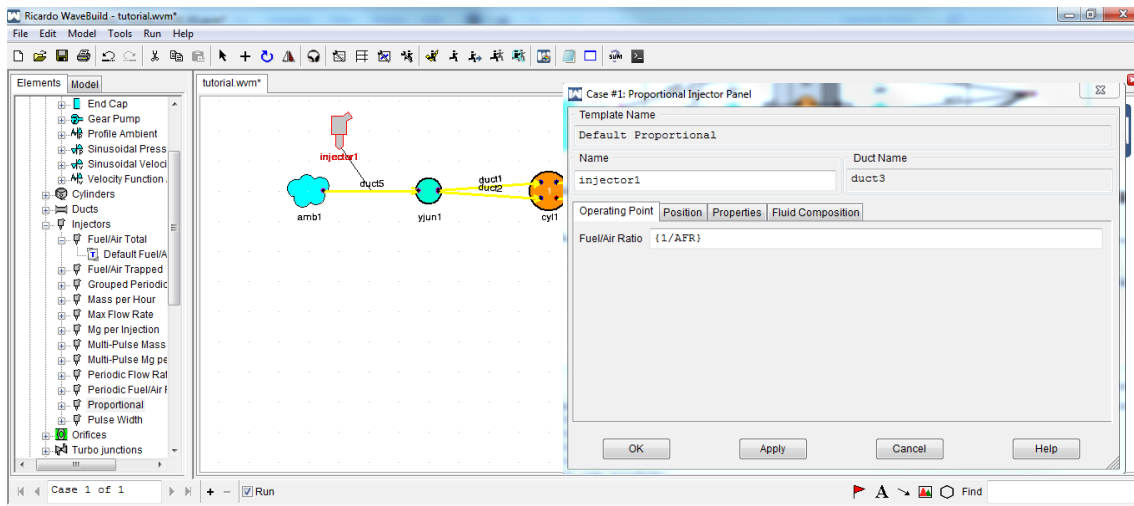 Ricardo WaveBuild - tutorial.wvm*
File Edit Model Tools Run Help
SUM
Elements Model
End Cap
Gear Pump
Profile Ambient
Sinusoidal Press
Sinusoidal Veloci
Velocity Function
Cylinders
Ducts
Injectors
Fuel/Air Total
T Default Fuel/A
Fuel/Air Trapped
Grouped Periodic
Mass per Hour
Max Flow Rate
Mg per Injection
Multi-Pulse Mass
Multi-Pulse Mg pe
Periodic Flow Rat
Periodic Fuel/Air F
Proportional
Pulse Width
Orifices
Turbo junctions
tutorial.wvm*
injector1
duct5
duct1
duct2
1
amb1
yjun1
cyl1
Case #1: Proportional Injector Panel
Template Name
Default Proportional
Name Duct Name
injector1 duct3
Operating Point Position Properties Fluid Composition
Fuel/Air Ratio {1/AFR}
OK Apply Cancel Help
Case 1 of 1 + - Run A Find